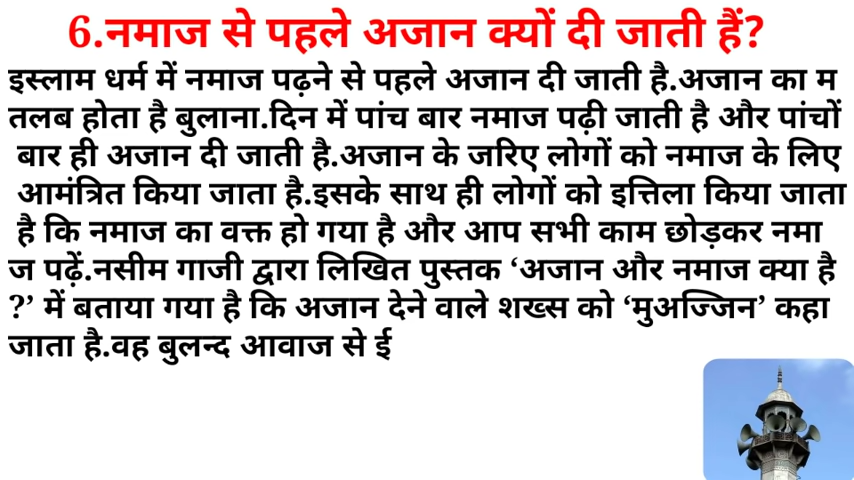 6.नमाज से पहले अजान क्यों दी जाती हैं?
इस्लाम धर्म में नमाज पढ़ने से पहले अजान दी जाती है.अजान का म
तलब होता है बुलाना.दिन में पांच बार नमाज पढ़ी जाती है और पांचों
बार ही अजान दी जाती है.अजान के जरिए लोगों को नमाज के लिए
आमंत्रित किया जाता है.इसके साथ ही लोगों को इत्तिला किया जाता
है कि नमाज का वक्त हो गया है और आप सभी काम छोड़कर नमा
ज पढ़ें.नसीम गाजी द्वारा लिखित पुस्तक ‘अजान और नमाज क्या है
?’ में बताया गया है कि अजान देने वाले शख्स को ‘मुअज्जिन’ कहा
जाता है.वह बुलन्द आवाज से ई